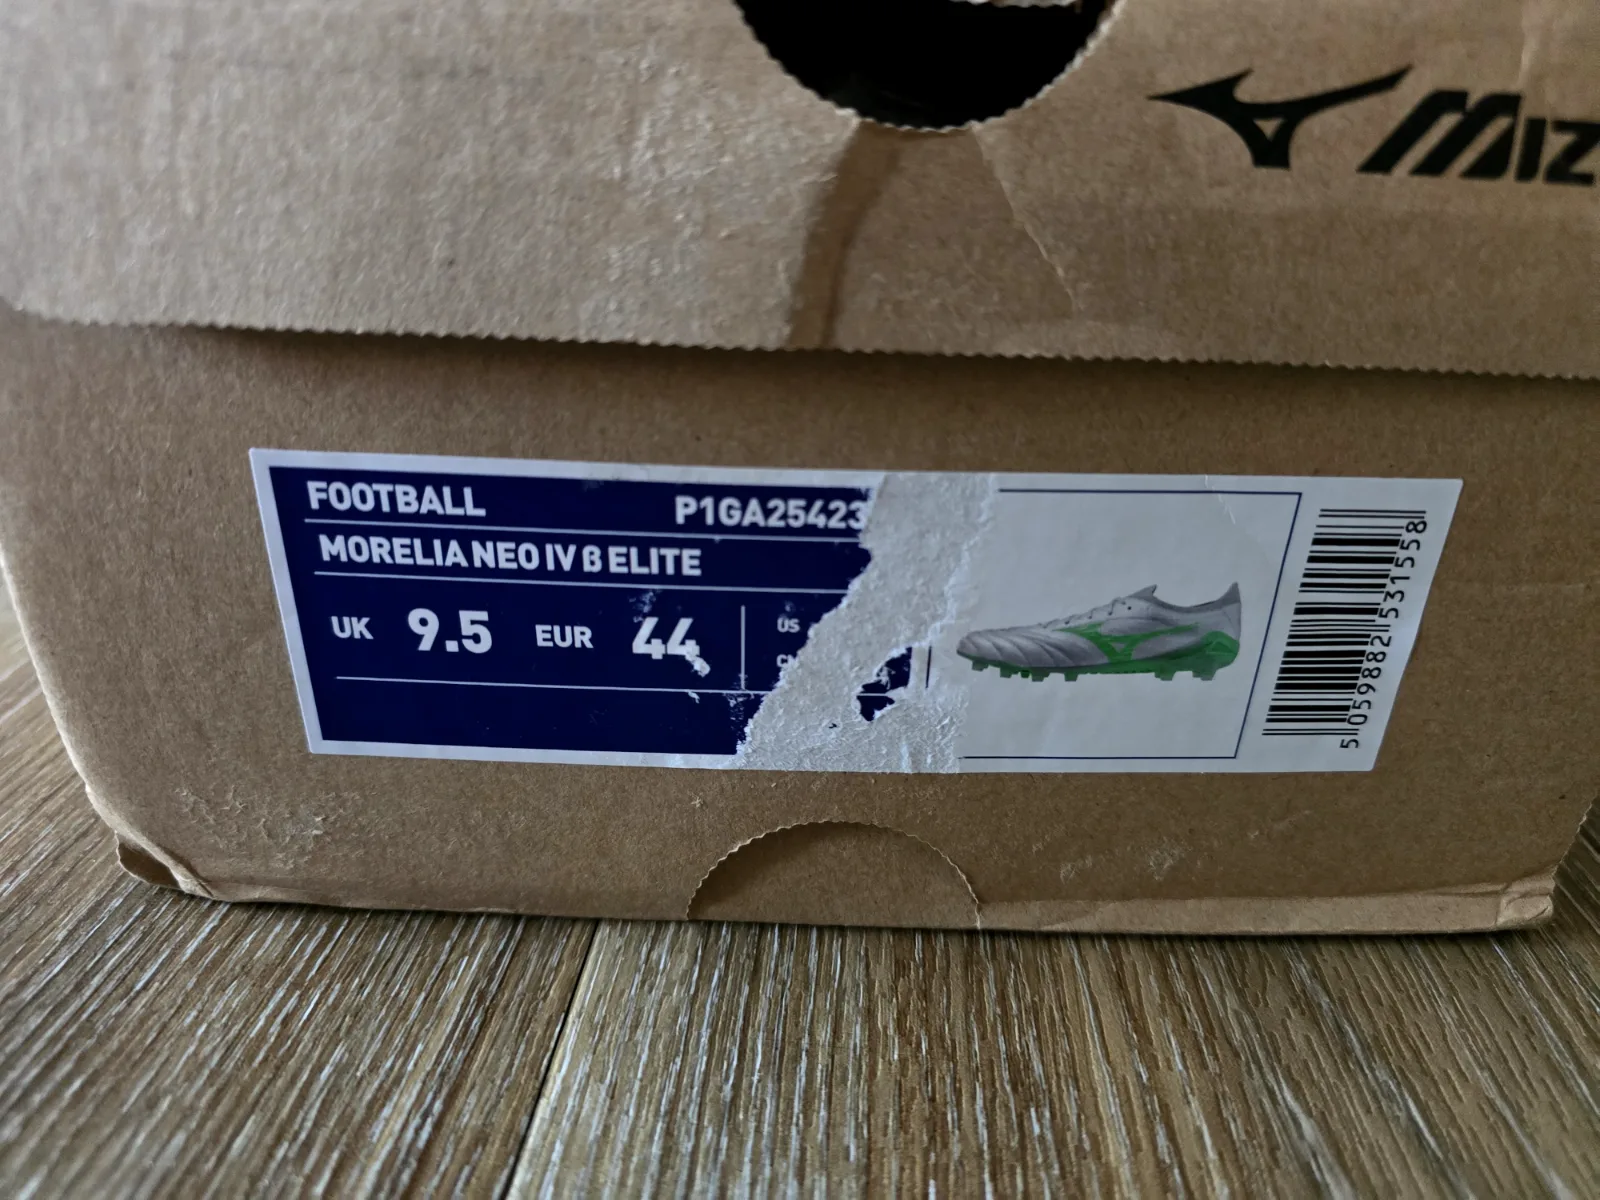 MIZ
FOOTBALL P1GA25423
MORELIA NEO IV β ELITE
UK 9.5 EUR 44 US
5 059882 531558